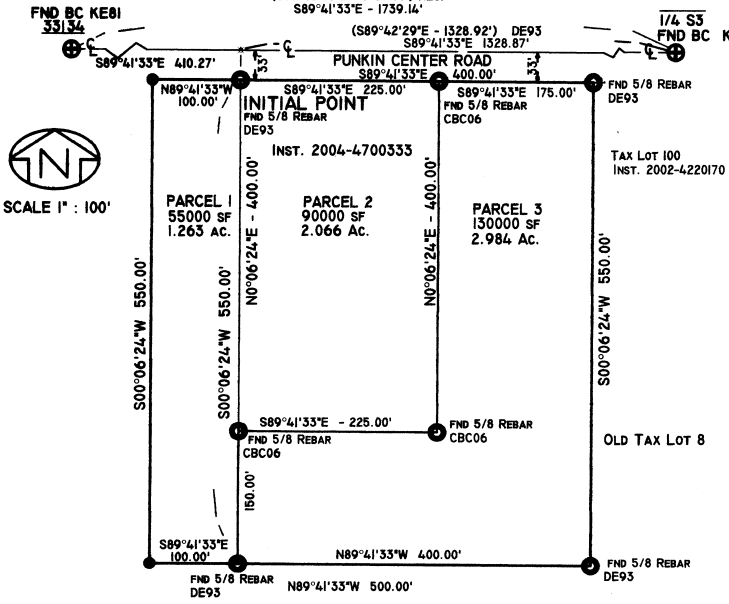 S89°41'33"E - 1739.14'
FND BC KE81
33134
(S89°42'29"E - 1328.92') DE93
S89°41'33"E 1328.87'
1/4 S3
FND BC K
S89°41'33"E 410.27'
PUNKIN CENTER ROAD
33'
33'
S89°41'33"E 400.00'
N89°41'33"W
100.00'
S89°41'33"E 225.00'
S89°41'33"E 175.00'
FND 5/8 REBAR
DE93
INITIAL POINT
FND 5/8 REBAR
DE93
FND 5/8 REBAR
CBC06
INST. 2004-4700333
TAX LOT 100
INST. 2002-4220170
N
SCALE 1" : 100'
PARCEL 1
55000 SF
1.263 AC.
PARCEL 2
90000 SF
2.066 AC.
PARCEL 3
130000 SF
2.984 AC.
S00°06'24"W 550.00'
S00°06'24"W 550.00'
N0°06'24"E - 400.00'
N0°06'24"E - 400.00'
S00°06'24"W 550.00'
S89°41'33"E - 225.00'
FND 5/8 REBAR
CBC06
FND 5/8 REBAR
CBC06
OLD TAX LOT 8
150.00'
S89°41'33"E
100.00'
N89°41'33"W 400.00'
FND 5/8 REBAR
DE93
FND 5/8 REBAR
DE93
N89°41'33"W 500.00'